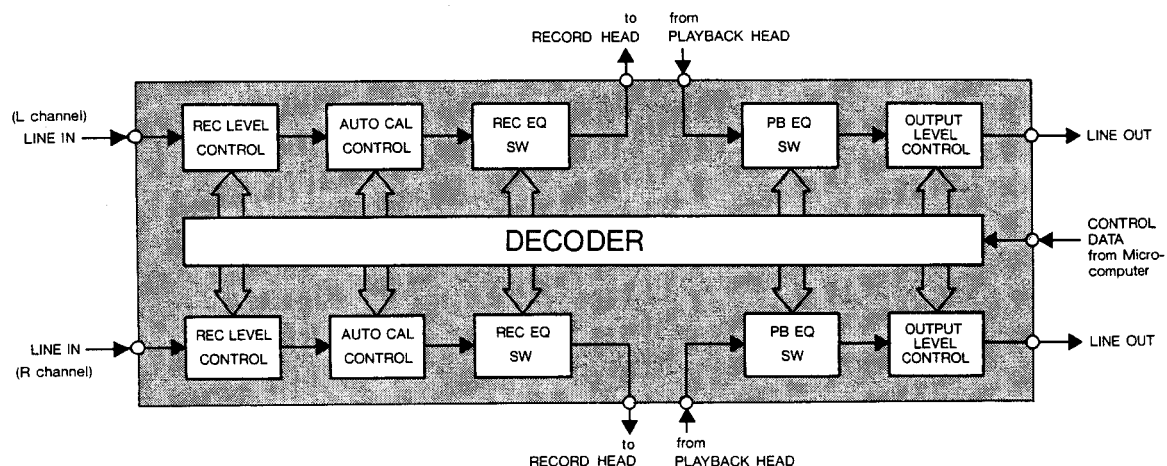 to
RECORD HEAD
from
PLAYBACK HEAD
(L channel)
LINE IN
REC LEVEL
CONTROL
AUTO CAL
CONTROL
REC EQ
SW
PB EQ
SW
OUTPUT
LEVEL
CONTROL
LINE OUT
DECODER
CONTROL
DATA
from Micro-
computer
LINE IN
(R channel)
REC LEVEL
CONTROL
AUTO CAL
CONTROL
REC EQ
SW
PB EQ
SW
OUTPUT
LEVEL
CONTROL
LINE OUT
to
RECORD HEAD
from
PLAYBACK HEAD